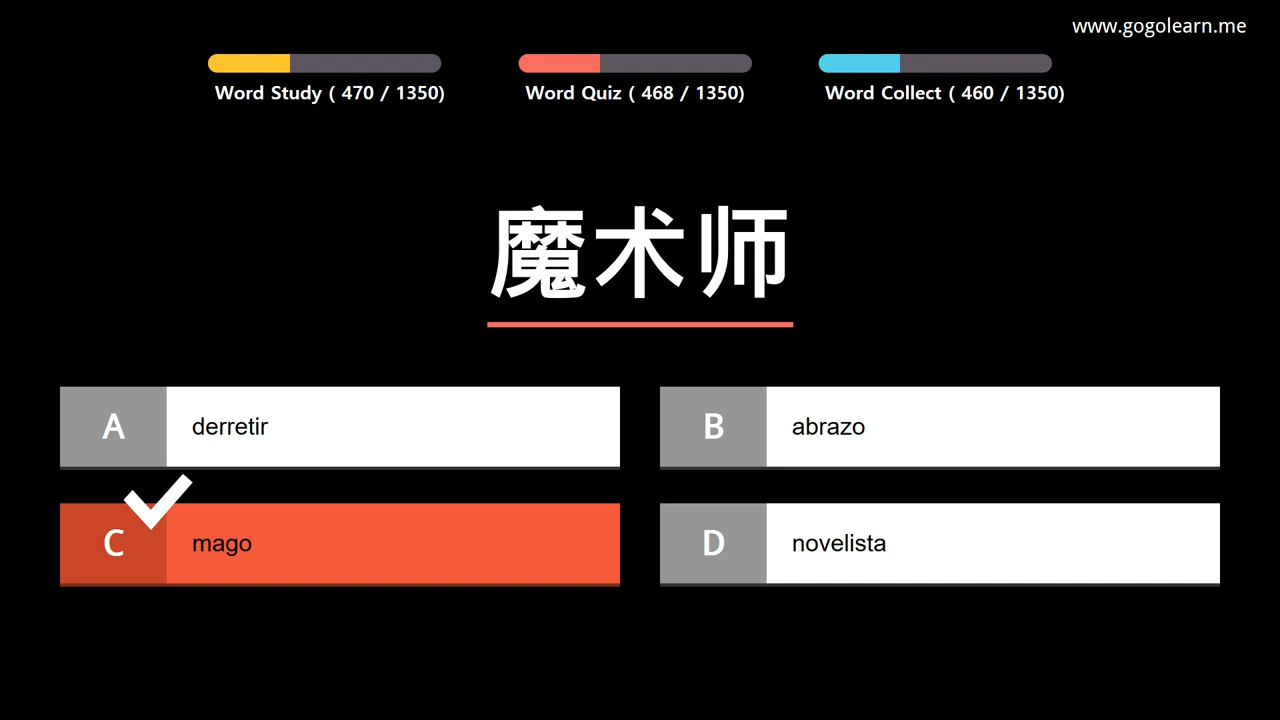 www.gogolearn.me
Word Study ( 470 / 1350)
Word Quiz ( 468 / 1350)
Word Collect ( 460 / 1350)
魔术师
A derretir
B abrazo
C mago
D novelista